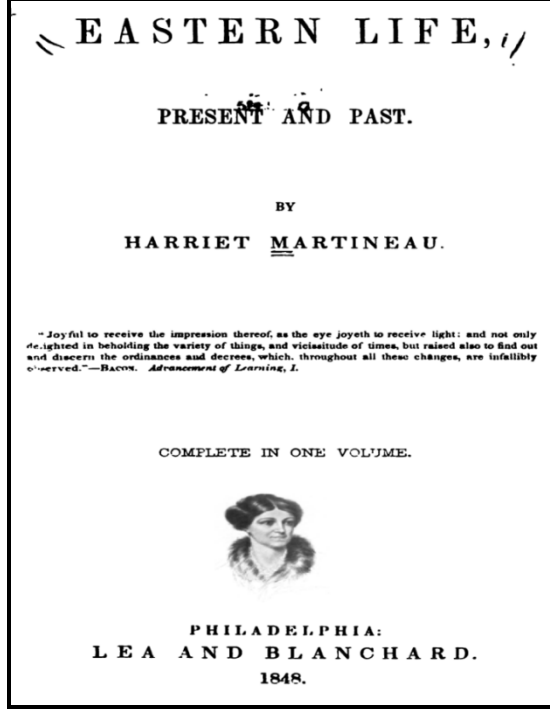 EASTERN LIFE,
PRESENT AND PAST.
BY
HARRIET MARTINEAU.
"Joyful to receive the impression thereof, as the eye joyeth to receive light: and not only
delighted in beholding the variety of things, and vicissitude of times, but raised also to find out
and discern the ordinances and decrees, which, throughout all these changes, are infallibly
observed."—BACON. Advancement of Learning, I.
COMPLETE IN ONE VOLUME.
PHILADELPHIA:
LEA AND BLANCHARD.
1848.